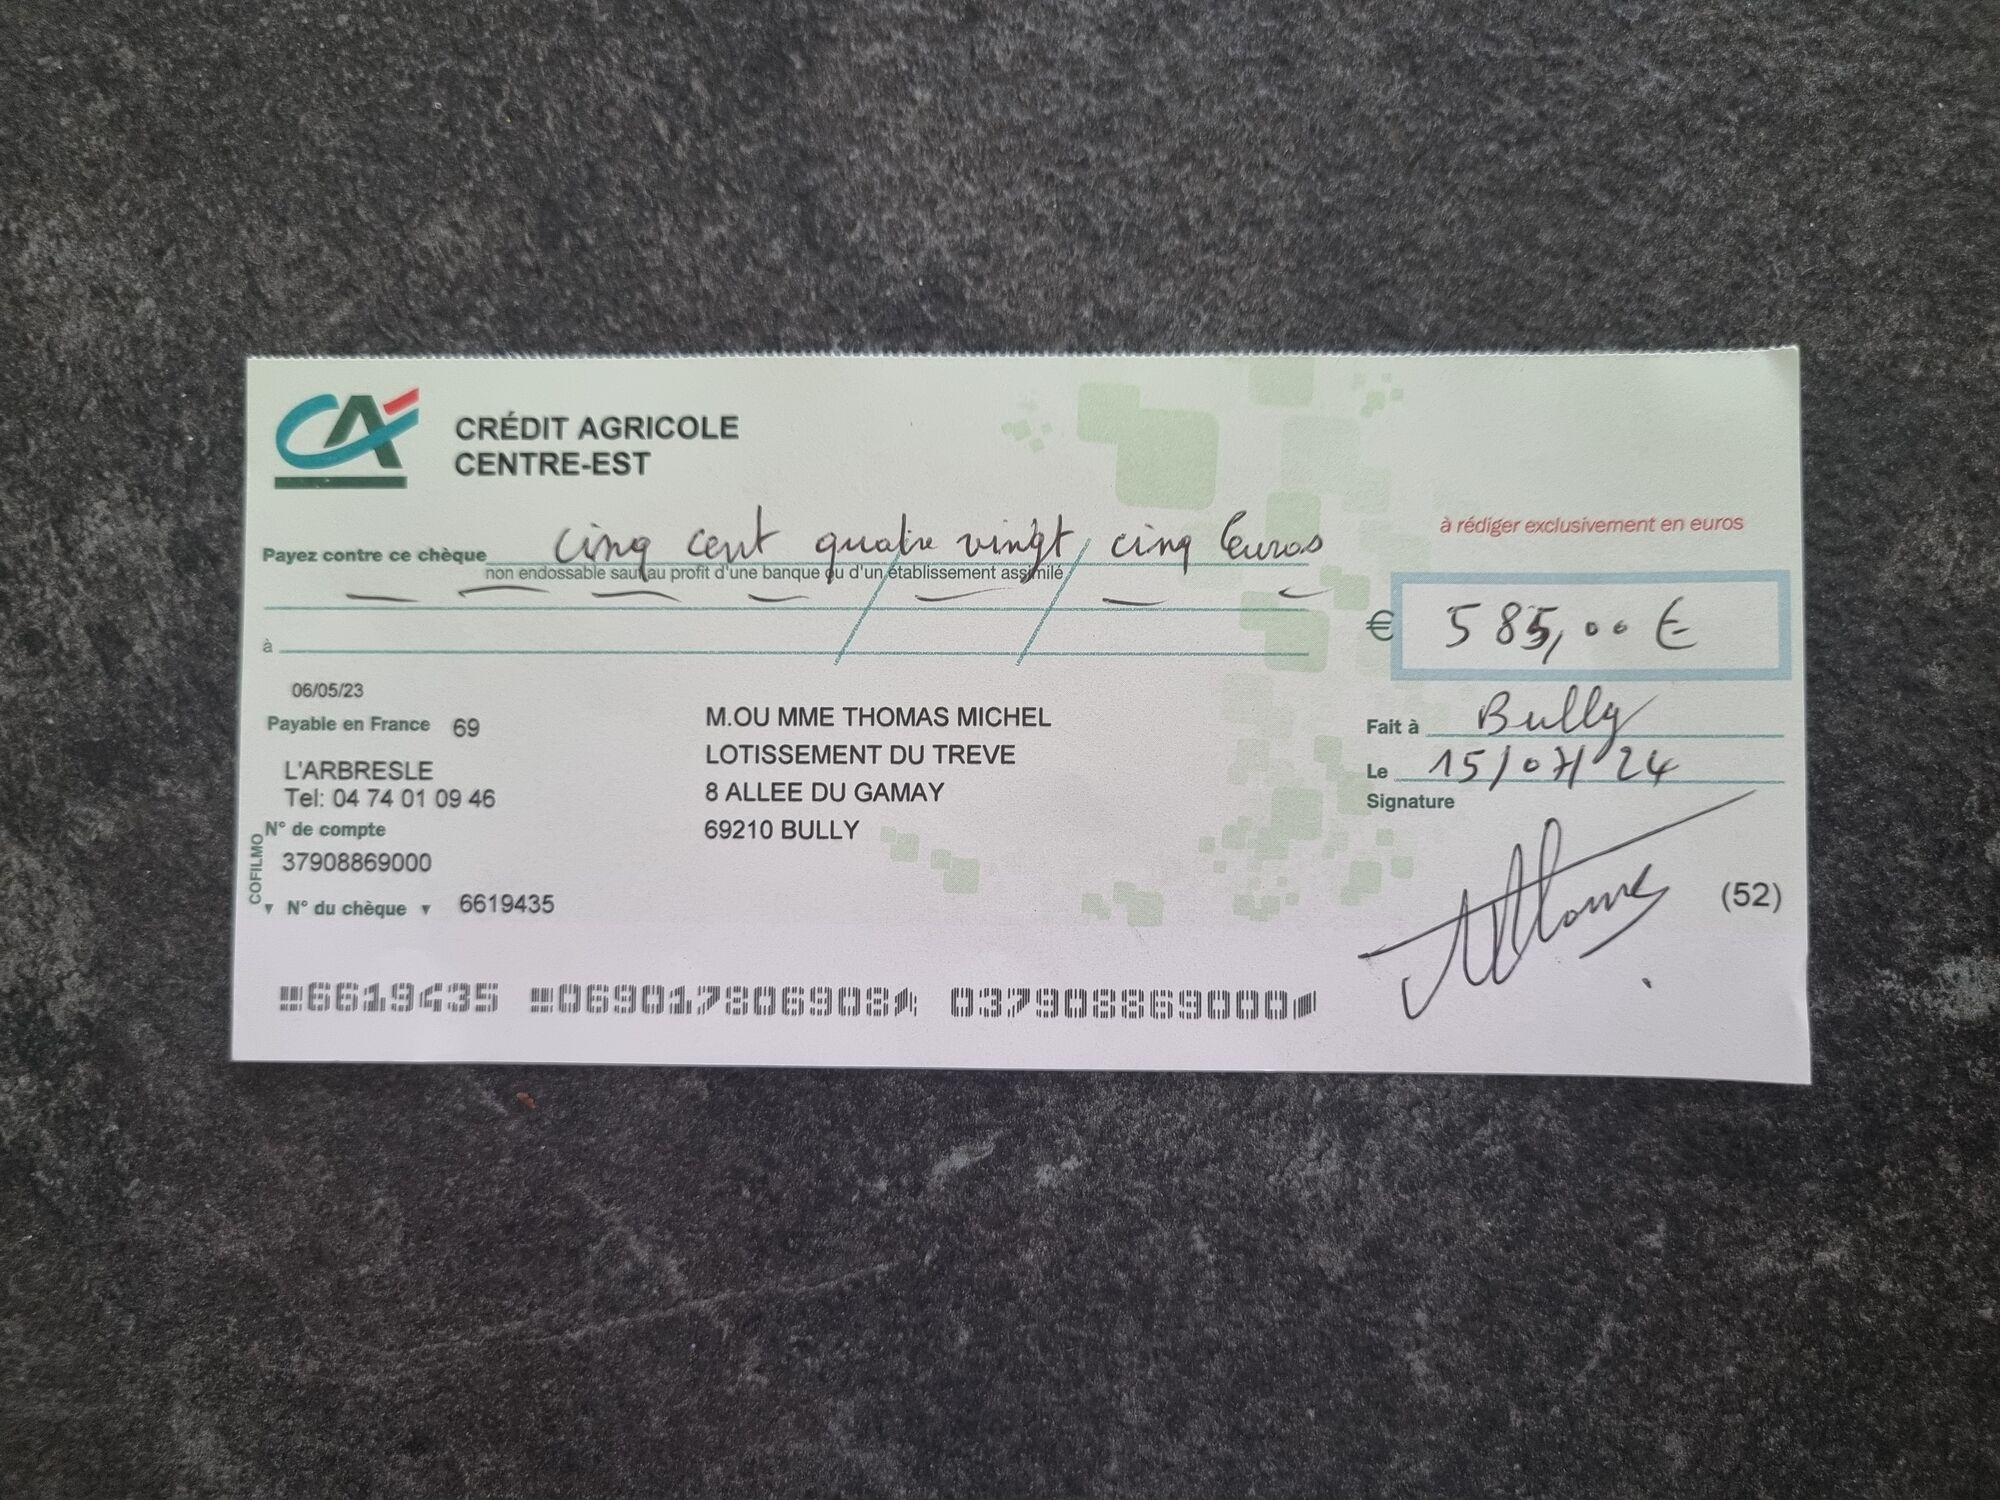 CA
CRÉDIT AGRICOLE
CENTRE-EST
à rédiger exclusivement en euros
Payez contre ce chèque cinq cent quatre vingt cinq Euros
non endossable sauf au profit d'une banque ou d'un établissement assimilé
€ 585,00 €
à
06/05/23
Payable en France 69
L'ARBRESLE
Tel: 04 74 01 09 46
N° de compte
37908869000
N° du chèque 6619435
COFILMO
M.OU MME THOMAS MICHEL
LOTISSEMENT DU TREVE
8 ALLEE DU GAMAY
69210 BULLY
Fait à Bully
Le 15/07/24
Signature
(52)
6619435 069017806908 037908869000